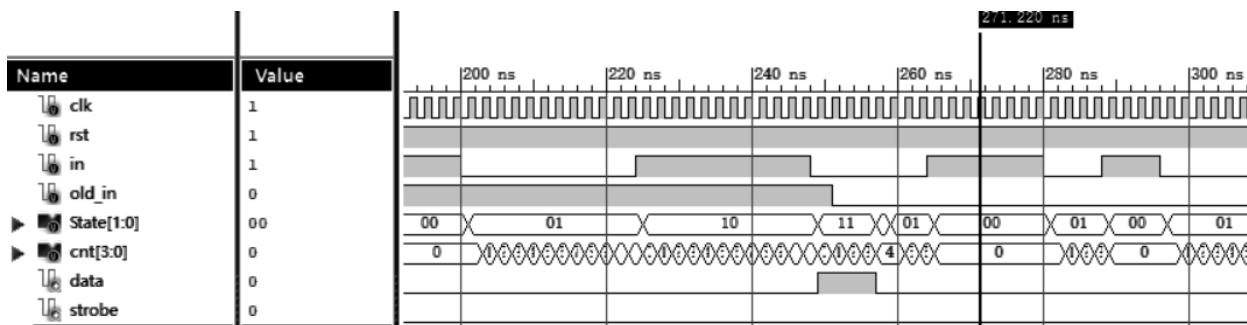 271.220 ns
Name Value 200 ns 220 ns 240 ns 260 ns 280 ns 300 ns
clk 1
rst 1
in 1
old_in 0
State[1:0] 00 00 01 10 11 01 00 01 00 01
cnt[3:0] 0 0 4 0 0
data 0
strobe 0